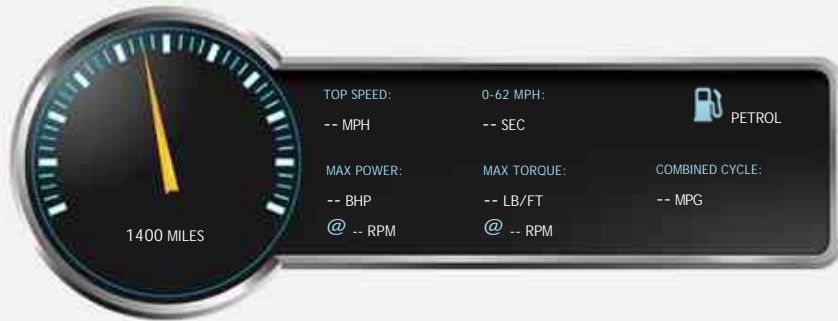 TOP SPEED:
-- MPH
0-62 MPH:
-- SEC
PETROL
MAX POWER:
-- BHP
@ -- RPM
MAX TORQUE:
-- LB/FT
@ -- RPM
COMBINED CYCLE:
-- MPG
1400 MILES